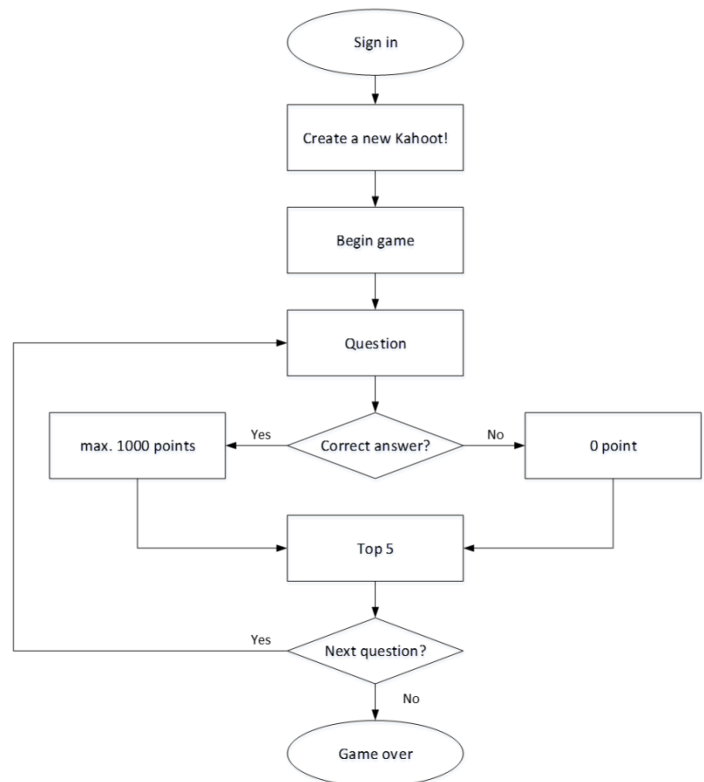 Sign in
Create a new Kahoot!
Begin game
Question
Yes
No
max. 1000 points
Correct answer?
0 point
Top 5
Yes
Next question?
No
Game over